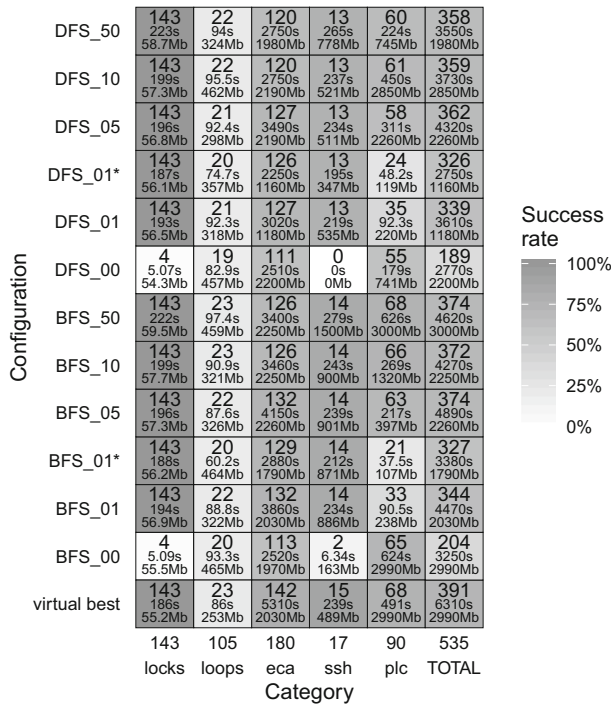 DFS_50 143 22 120 13 60 358
223s 94s 2750s 265s 224s 3550s
58.7Mb 324Mb 1980Mb 778Mb 745Mb 1980Mb
DFS_10 143 22 120 13 61 359
199s 95.5s 2750s 237s 450s 3730s
57.3Mb 462Mb 2190Mb 521Mb 2850Mb 2850Mb
DFS_05 143 21 127 13 58 362
196s 92.4s 3490s 234s 311s 4320s
56.8Mb 298Mb 2190Mb 511Mb 2260Mb 2260Mb
DFS_01* 143 20 126 13 24 326
187s 74.7s 2250s 195s 48.2s 2750s
56.1Mb 357Mb 1160Mb 347Mb 119Mb 1160Mb
DFS_01 143 21 127 13 35 339
193s 92.3s 3020s 219s 92.3s 3610s
56.5Mb 318Mb 1180Mb 535Mb 220Mb 1180Mb
DFS_00 4 19 111 0 55 189
5.07s 82.9s 2510s 0s 179s 2770s
54.3Mb 457Mb 2200Mb 0Mb 741Mb 2200Mb
BFS_50 143 23 126 14 68 374
222s 97.4s 3400s 279s 626s 4620s
59.5Mb 459Mb 2250Mb 1500Mb 3000Mb 3000Mb
BFS_10 143 23 126 14 66 372
199s 90.9s 3460s 243s 269s 4270s
57.7Mb 321Mb 2250Mb 900Mb 1320Mb 2250Mb
BFS_05 143 22 132 14 63 374
196s 87.6s 4150s 239s 217s 4890s
57.3Mb 326Mb 2260Mb 901Mb 397Mb 2260Mb
BFS_01* 143 20 129 14 21 327
188s 60.2s 2880s 212s 37.5s 3380s
56.2Mb 464Mb 1790Mb 871Mb 107Mb 1790Mb
BFS_01 143 22 132 14 33 344
194s 88.8s 3860s 234s 90.5s 4470s
56.9Mb 322Mb 2030Mb 886Mb 238Mb 2030Mb
BFS_00 4 20 113 2 65 204
5.09s 93.3s 2520s 6.34s 624s 3250s
55.5Mb 465Mb 1970Mb 163Mb 2990Mb 2990Mb
virtual best 143 23 142 15 68 391
186s 86s 5310s 239s 491s 6310s
55.2Mb 253Mb 2030Mb 489Mb 2990Mb 2990Mb
143 105 180 17 90 535
locks loops eca ssh plc TOTAL
Category
Configuration
Success
rate
100%
75%
50%
25%
0%